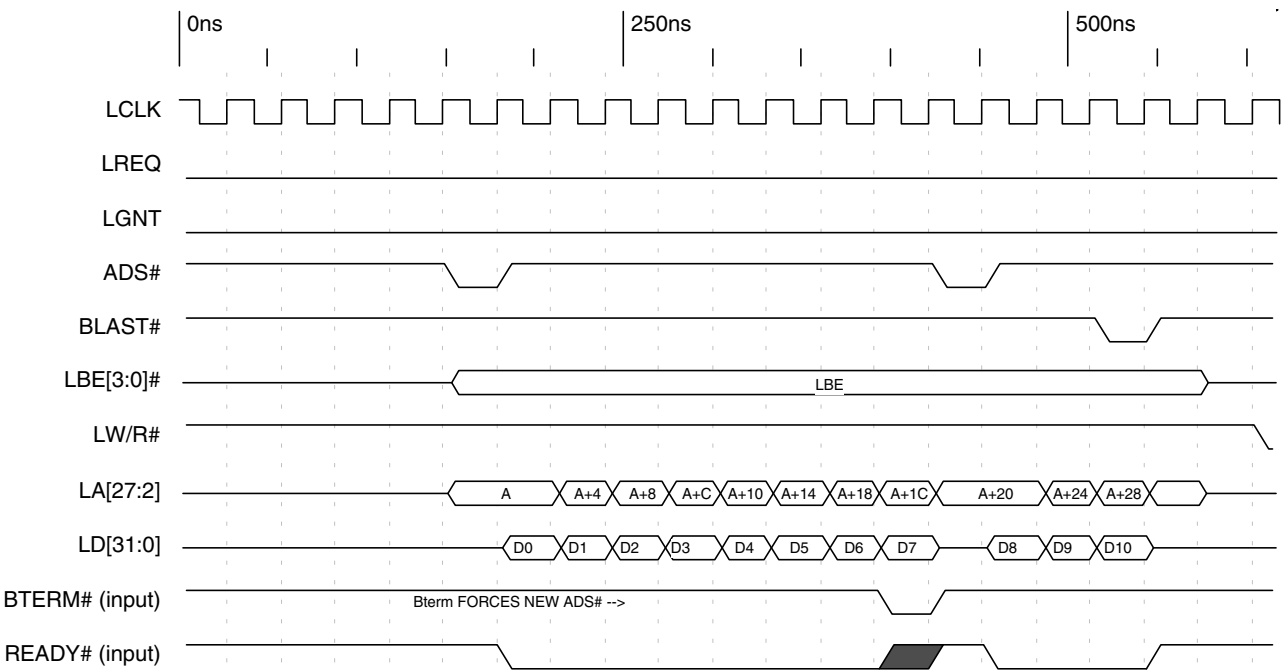 0ns 250ns 500ns
LCLK
LREQ
LGNT
ADS#
BLAST#
LBE[3:0]# LBE
LW/R#
LA[27:2] A A+4 A+8 A+C A+10 A+14 A+18 A+1C A+20 A+24 A+28
LD[31:0] D0 D1 D2 D3 D4 D5 D6 D7 D8 D9 D10
BTERM# (input) Bterm FORCES NEW ADS# -->
READY# (input)